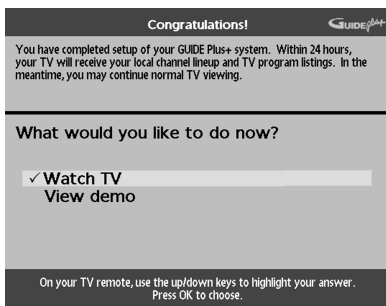 Congratulations!
GUIDE Plus+
You have completed setup of your GUIDE Plus+ system. Within 24 hours,
your TV will receive your local channel lineup and TV program listings. In the
meantime, you may continue normal TV viewing.
What would you like to do now?
✓ Watch TV
View demo
On your TV remote, use the up/down keys to highlight your answer.
Press OK to choose.